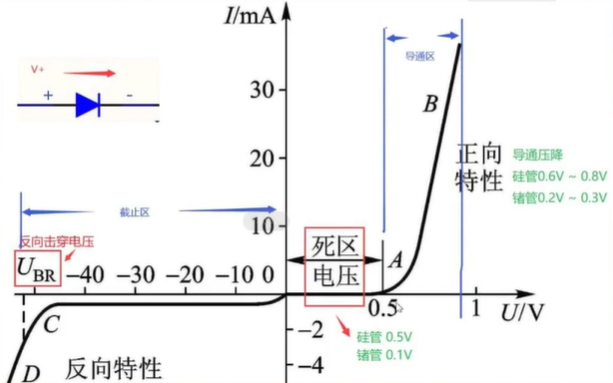 I/mA
V+
+ -
导通区
30
B
20
正向
特性
导通压降
硅管0.6V ~ 0.8V
锗管0.2V ~ 0.3V
截止区
10
反向击穿电压
死区
电压
A
UBR -40 -30 -20 -10 0
0.5 1 U/V
C
-2
硅管 0.5V
锗管 0.1V
D
反向特性
-4